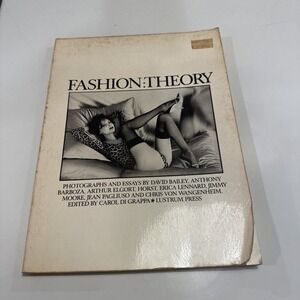 FASHION:THEORY
PHOTOGRAPHS AND ESSAYS BY DAVID BAILEY, ANTHONY
BARBOZA, ARTHUR ELGORT, HORST, ERICA LENNARD, JIMMY
MOORE, JEAN PAGLIUSO AND CHRIS VON WANGENHEIM.
EDITED BY CAROL DI GRAPPA ★ LUSTRUM PRESS